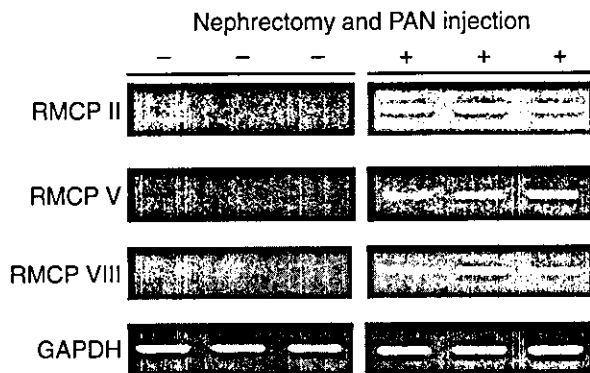 Nephrectomy and PAN injection
− − − + + +
RMCP II
RMCP V
RMCP VIII
GAPDH